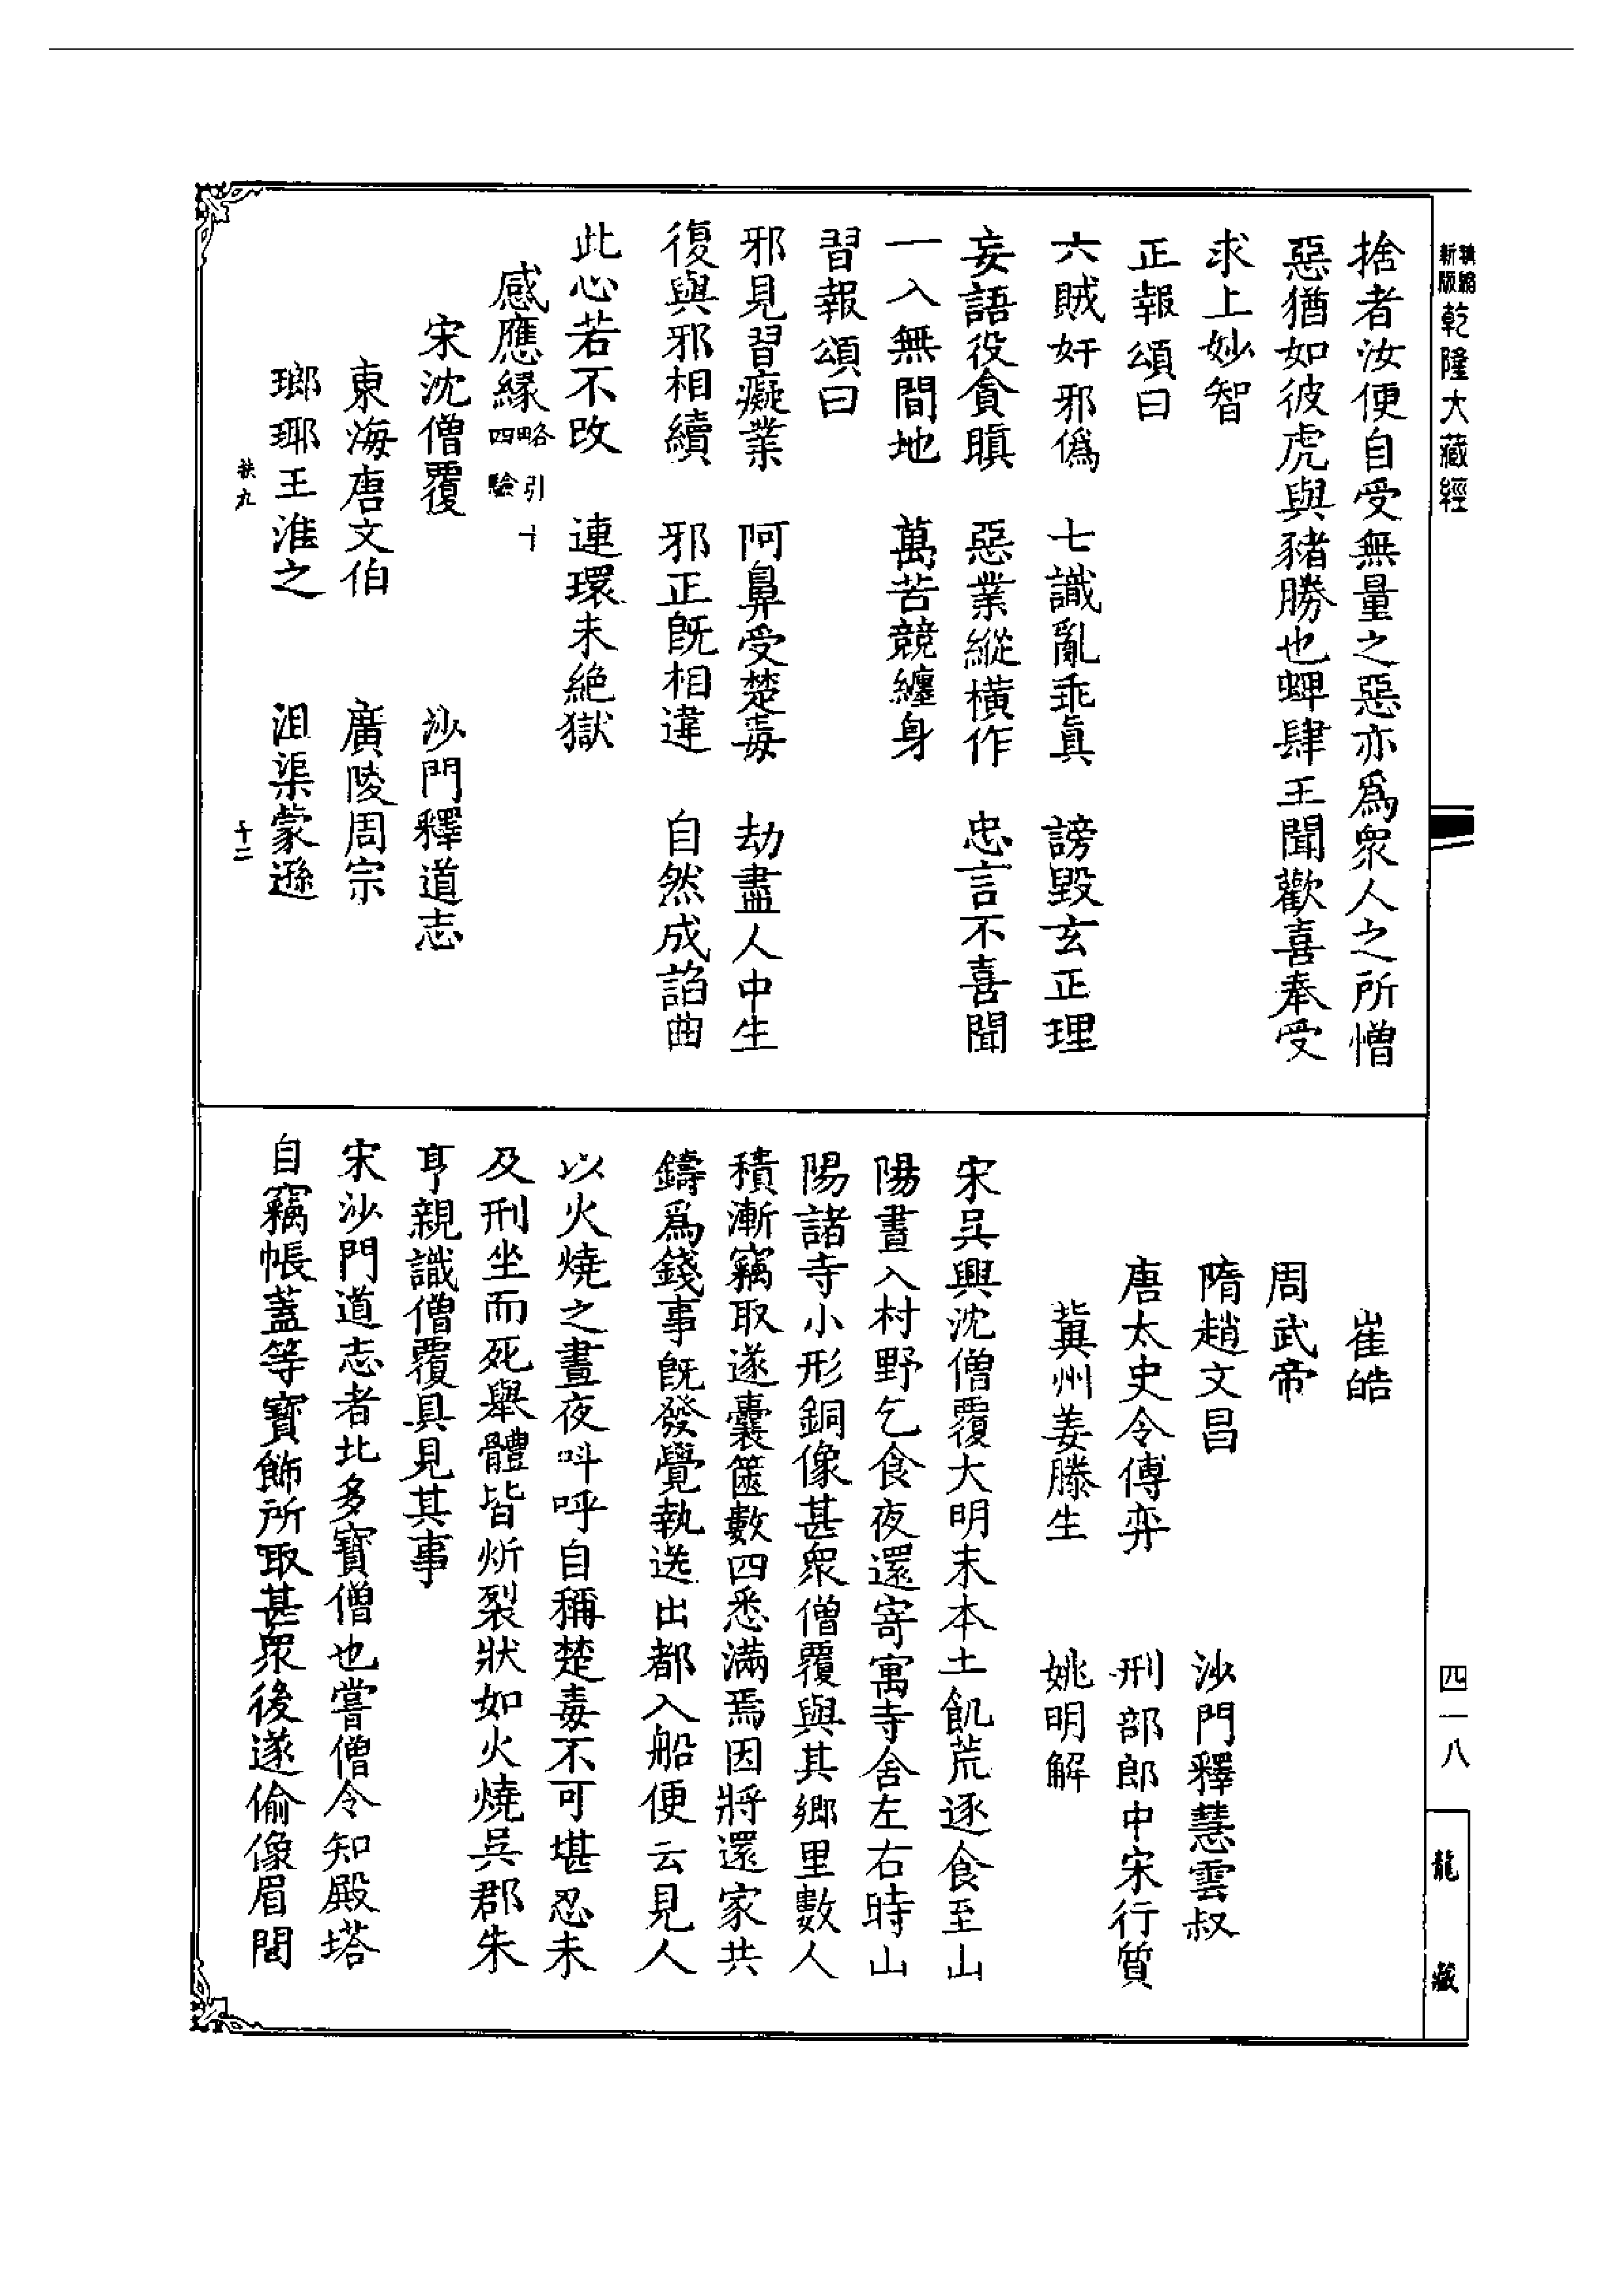 新版
乾隆大藏經
捨者汝便自受無量之惡亦爲衆人之所憎
惡猶如彼虎與豬勝也蜱肆王聞歡喜奉受
求上妙智
正報頌曰
六賊奸邪僞 七識亂乖眞 謗毀玄正理
妄語役貪瞋 惡業縱橫作 忠言不喜聞
一入無間地 萬苦競纏身
習報頌曰
邪見習癡業 阿鼻受楚毒 劫盡人中生
復與邪相續 邪正旣相違 自然成諂曲
此心若不改 連環未絕獄
感應緣略引十四驗
宋沈僧覆 沙門釋道志
東海唐文伯 廣陵周宗
瑯琊王淮之 沮渠蒙遜
扶九 十二
崔皓
周武帝
隋趙文昌 沙門釋慧雲叔
唐太史令傅弈 刑部郎中宋行質
冀州姜滕生 姚明解
宋吳興沈僧覆大明末本土飢荒逐食至山
陽晝入村野乞食夜還寄寓寺舍左右時山
陽諸寺小形銅像甚衆僧覆與其鄉里數人
積漸竊取遂囊篋數四悉滿焉因將還家共
鑄爲錢事旣發覺執送出都入船便云見人
以火燒之晝夜呌呼自稱楚毒不可堪忍未
及刑坐而死舉體皆炘裂狀如火燒吳郡朱
亨親識僧覆具見其事
宋沙門道志者北多寶僧也嘗僧令知殿塔
自竊帳蓋等寶飾所取甚衆後遂偷像眉間
四一八
龍藏